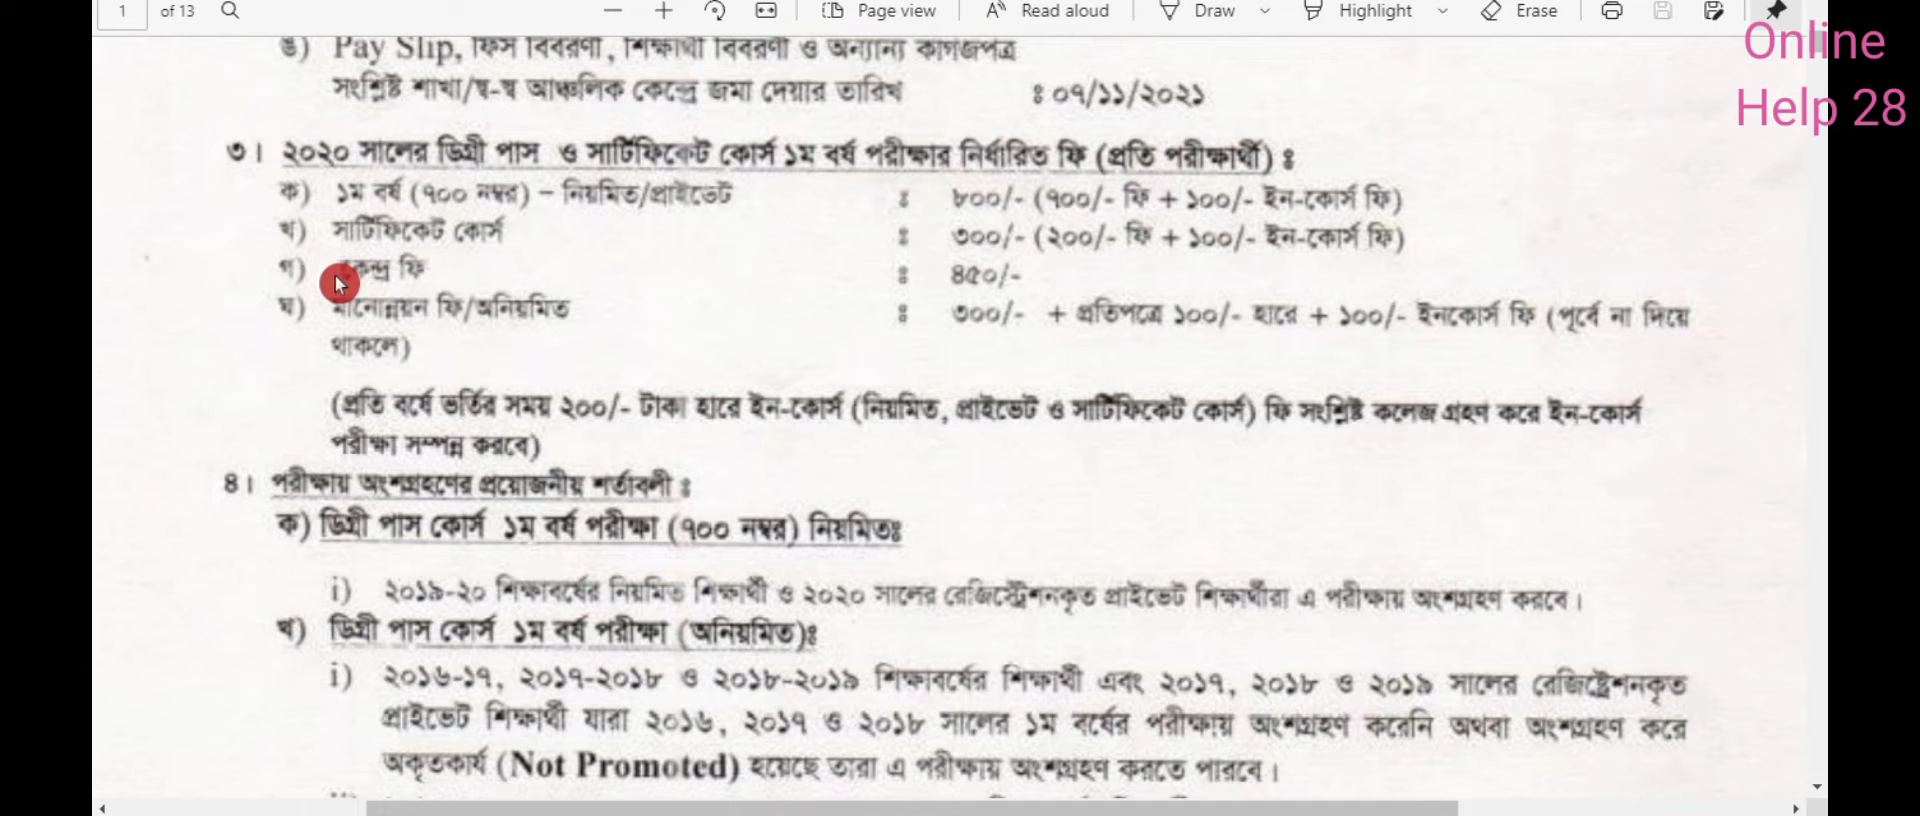 1 of 13 Page view Read aloud Draw Highlight Erase
Online
Help 28
ঙ) Pay Slip, ফিস বিবরণী, শিক্ষার্থী বিবরণী ও অন্যান্য কাগজপত্র
সংশ্লিষ্ট শাখা/স্ব-স্ব আঞ্চলিক কেন্দ্রে জমা দেয়ার তারিখ ঃ ০৭/১১/২০২১
৩। ২০২০ সালের ডিগ্রী পাস ও সার্টিফিকেট কোর্স ১ম বর্ষ পরীক্ষার নির্ধারিত ফি (প্রতি পরীক্ষার্থী) ঃ
ক) ১ম বর্ষ (৭০০ নম্বর) – নিয়মিত/প্রাইভেট ঃ ৮০০/- (৭০০/- ফি + ১০০/- ইন-কোর্স ফি)
খ) সার্টিফিকেট কোর্স ঃ ৩০০/- (২০০/- ফি + ১০০/- ইন-কোর্স ফি)
গ) কেন্দ্র ফি ঃ ৪৫০/-
ঘ) মানোন্নয়ন ফি/অনিয়মিত ঃ ৩০০/- + প্রতিপত্রে ১০০/- হারে + ১০০/- ইনকোর্স ফি (পূর্বে না দিয়ে
থাকলে)
(প্রতি বর্ষে ভর্তির সময় ২০০/- টাকা হারে ইন-কোর্স (নিয়মিত, প্রাইভেট ও সার্টিফিকেট কোর্স) ফি সংশ্লিষ্ট কলেজ গ্রহণ করে ইন-কোর্স
পরীক্ষা সম্পন্ন করবে)
৪। পরীক্ষায় অংশগ্রহণের প্রয়োজনীয় শর্তাবলী ঃ
ক) ডিগ্রী পাস কোর্স ১ম বর্ষ পরীক্ষা (৭০০ নম্বর) নিয়মিতঃ
i) ২০১৯-২০ শিক্ষাবর্ষের নিয়মিত শিক্ষার্থী ও ২০২০ সালের রেজিস্ট্রেশনকৃত প্রাইভেট শিক্ষার্থীরা এ পরীক্ষায় অংশগ্রহণ করবে।
খ) ডিগ্রী পাস কোর্স ১ম বর্ষ পরীক্ষা (অনিয়মিত)ঃ
i) ২০১৬-১৭, ২০১৭-২০১৮ ও ২০১৮-২০১৯ শিক্ষাবর্ষের শিক্ষার্থী এবং ২০১৭, ২০১৮ ও ২০১৯ সালের রেজিষ্ট্রেশনকৃত
প্রাইভেট শিক্ষার্থী যারা ২০১৬, ২০১৭ ও ২০১৮ সালের ১ম বর্ষের পরীক্ষায় অংশগ্রহণ করেনি অথবা অংশগ্রহণ করে
অকৃতকার্য (Not Promoted) হয়েছে তারা এ পরীক্ষায় অংশগ্রহণ করতে পারবে।